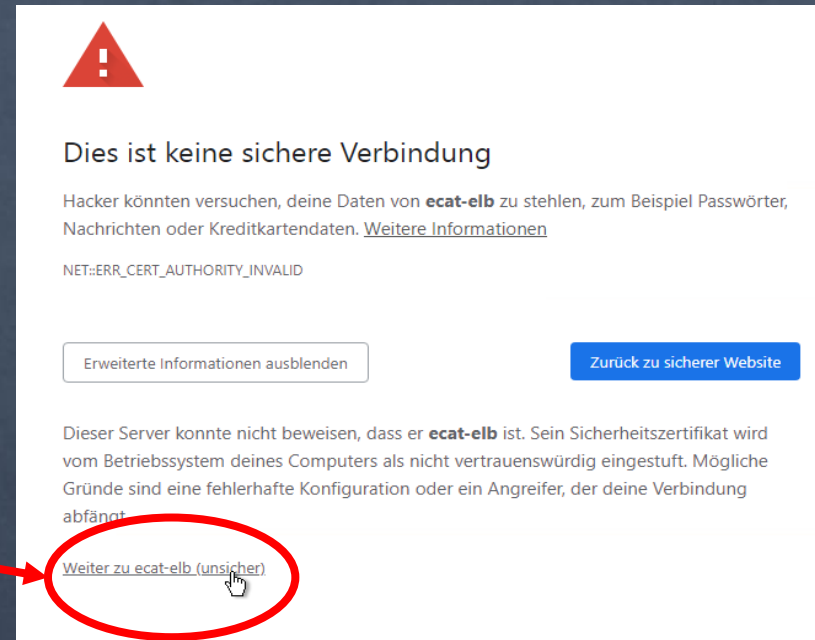 Dies ist keine sichere Verbindung
Hacker könnten versuchen, deine Daten von ecat-elb zu stehlen, zum Beispiel Passwörter,
Nachrichten oder Kreditkartendaten. Weitere Informationen
NET::ERR_CERT_AUTHORITY_INVALID
Erweiterte Informationen ausblenden
Zurück zu sicherer Website
Dieser Server konnte nicht beweisen, dass er ecat-elb ist. Sein Sicherheitszertifikat wird
vom Betriebssystem deines Computers als nicht vertrauenswürdig eingestuft. Mögliche
Gründe sind eine fehlerhafte Konfiguration oder ein Angreifer, der deine Verbindung
abfängt.
Weiter zu ecat-elb (unsicher)